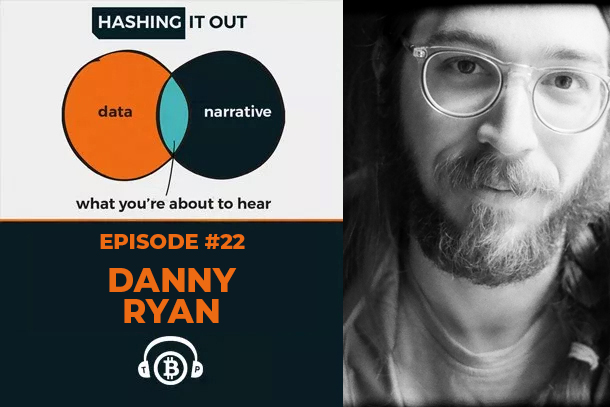 HASHING IT OUT
data
narrative
what you're about to hear
EPISODE #22
DANNY
RYAN
T ₿ P